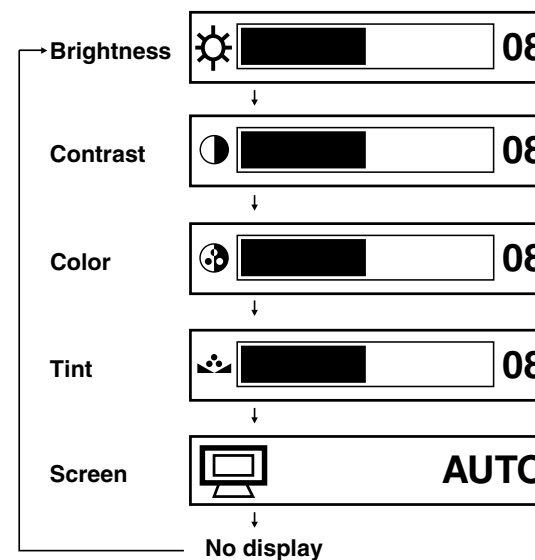 Brightness 08
Contrast 08
Color 08
Tint 08
Screen AUTO
No display